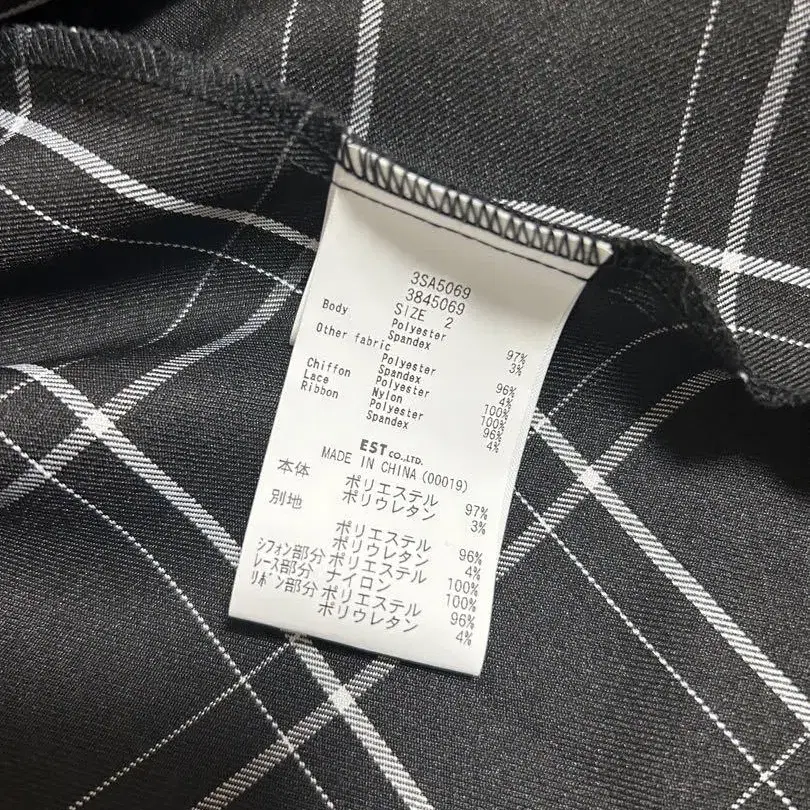 3SA5069
3845069
SIZE 2
Body Polyester 97%
Spandex 3%
Other fabric
Polyester 96%
Spandex 4%
Chiffon Polyester 100%
Lace Nylon 100%
Ribbon Polyester 96%
Spandex 4%
EST CO.,LTD.
MADE IN CHINA (00019)
本体 ポリエステル 97%
ポリウレタン 3%
別地
ポリエステル 96%
ポリウレタン 4%
シフォン部分 ポリエステル 100%
レース部分 ナイロン 100%
リボン部分 ポリエステル 96%
ポリウレタン 4%